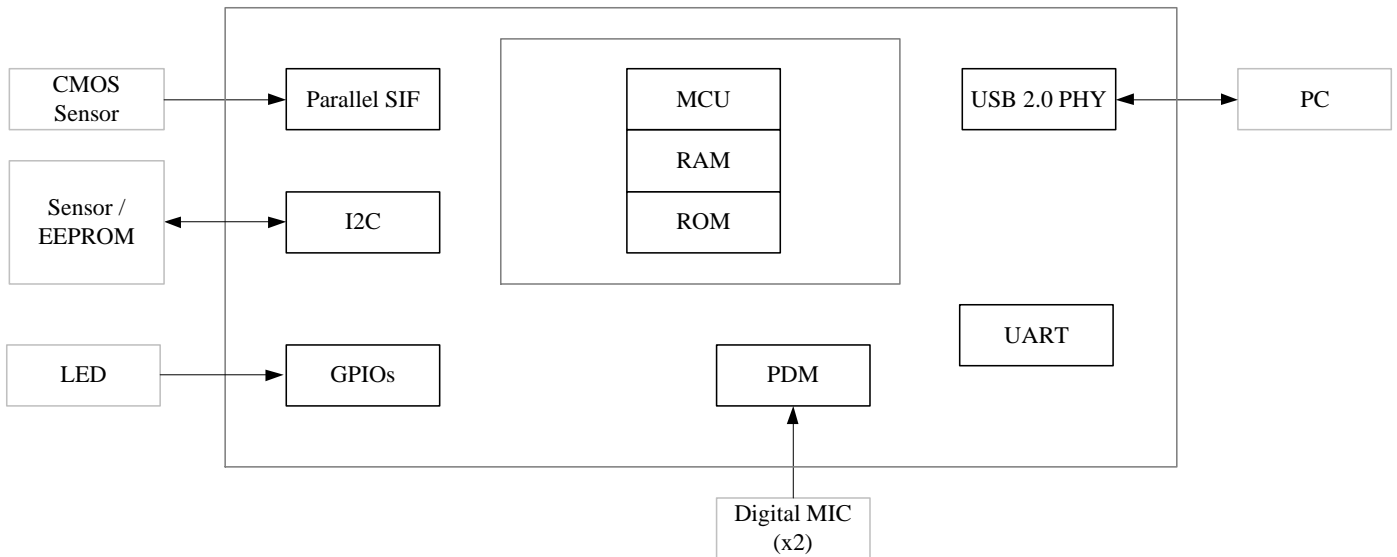 CMOS
Sensor
Parallel SIF
MCU
USB 2.0 PHY
PC
RAM
Sensor /
EEPROM
I2C
ROM
UART
LED
GPIOs
PDM
Digital MIC
(x2)